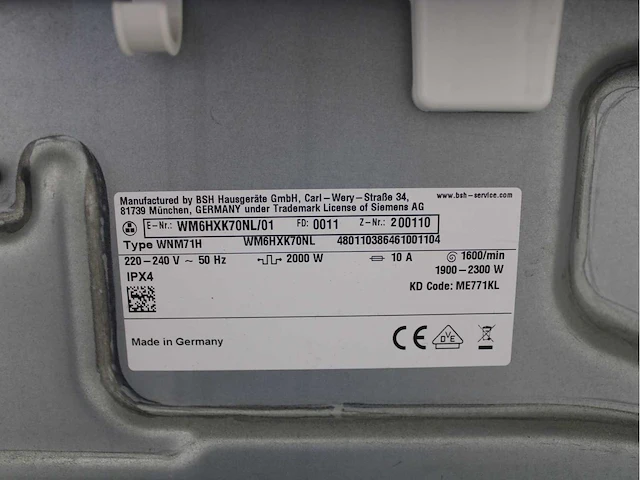 Manufactured by BSH Hausgeräte GmbH, Carl-Wery-Straße 34,
81739 München, GERMANY under Trademark License of Siemens AG
www.bsh-service.com
E-Nr.: WM6HXK70NL/01 FD: 0011 Z-Nr.: 200110
Type WNM71H WM6HXK70NL 480110386461001104
220-240 V ~ 50 Hz 2000 W 10 A 1600/min
1900-2300 W
IPX4
KD Code: ME771KL
Made in Germany
CE DVE